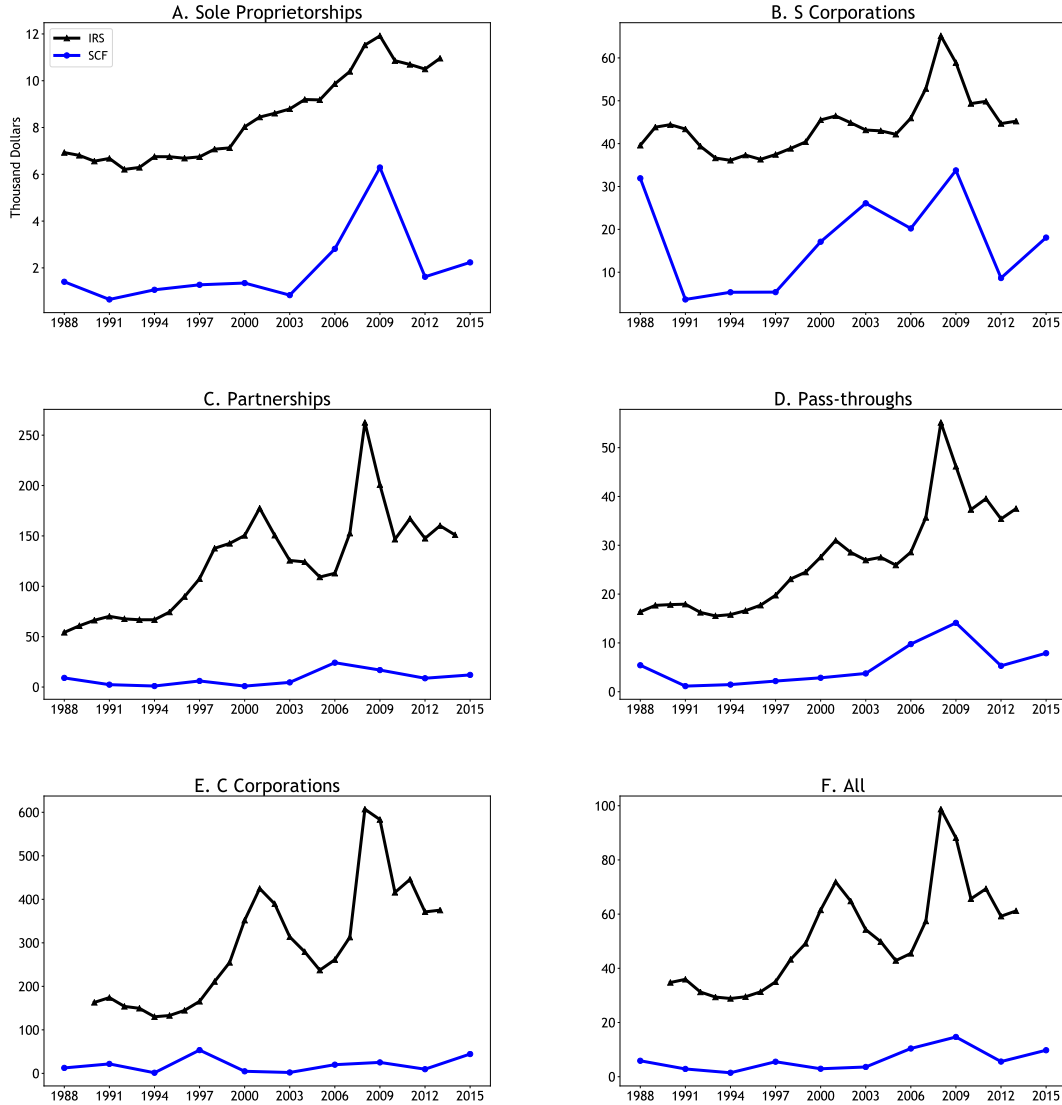 A. Sole Proprietorships
IRS
SCF
Thousand Dollars
12
10
8
6
4
2
1988 1991 1994 1997 2000 2003 2006 2009 2012 2015
B. S Corporations
60
50
40
30
20
10
1988 1991 1994 1997 2000 2003 2006 2009 2012 2015
C. Partnerships
250
200
150
100
50
0
1988 1991 1994 1997 2000 2003 2006 2009 2012 2015
D. Pass-throughs
50
40
30
20
10
0
1988 1991 1994 1997 2000 2003 2006 2009 2012 2015
E. C Corporations
600
500
400
300
200
100
0
1988 1991 1994 1997 2000 2003 2006 2009 2012 2015
F. All
100
80
60
40
20
0
1988 1991 1994 1997 2000 2003 2006 2009 2012 2015